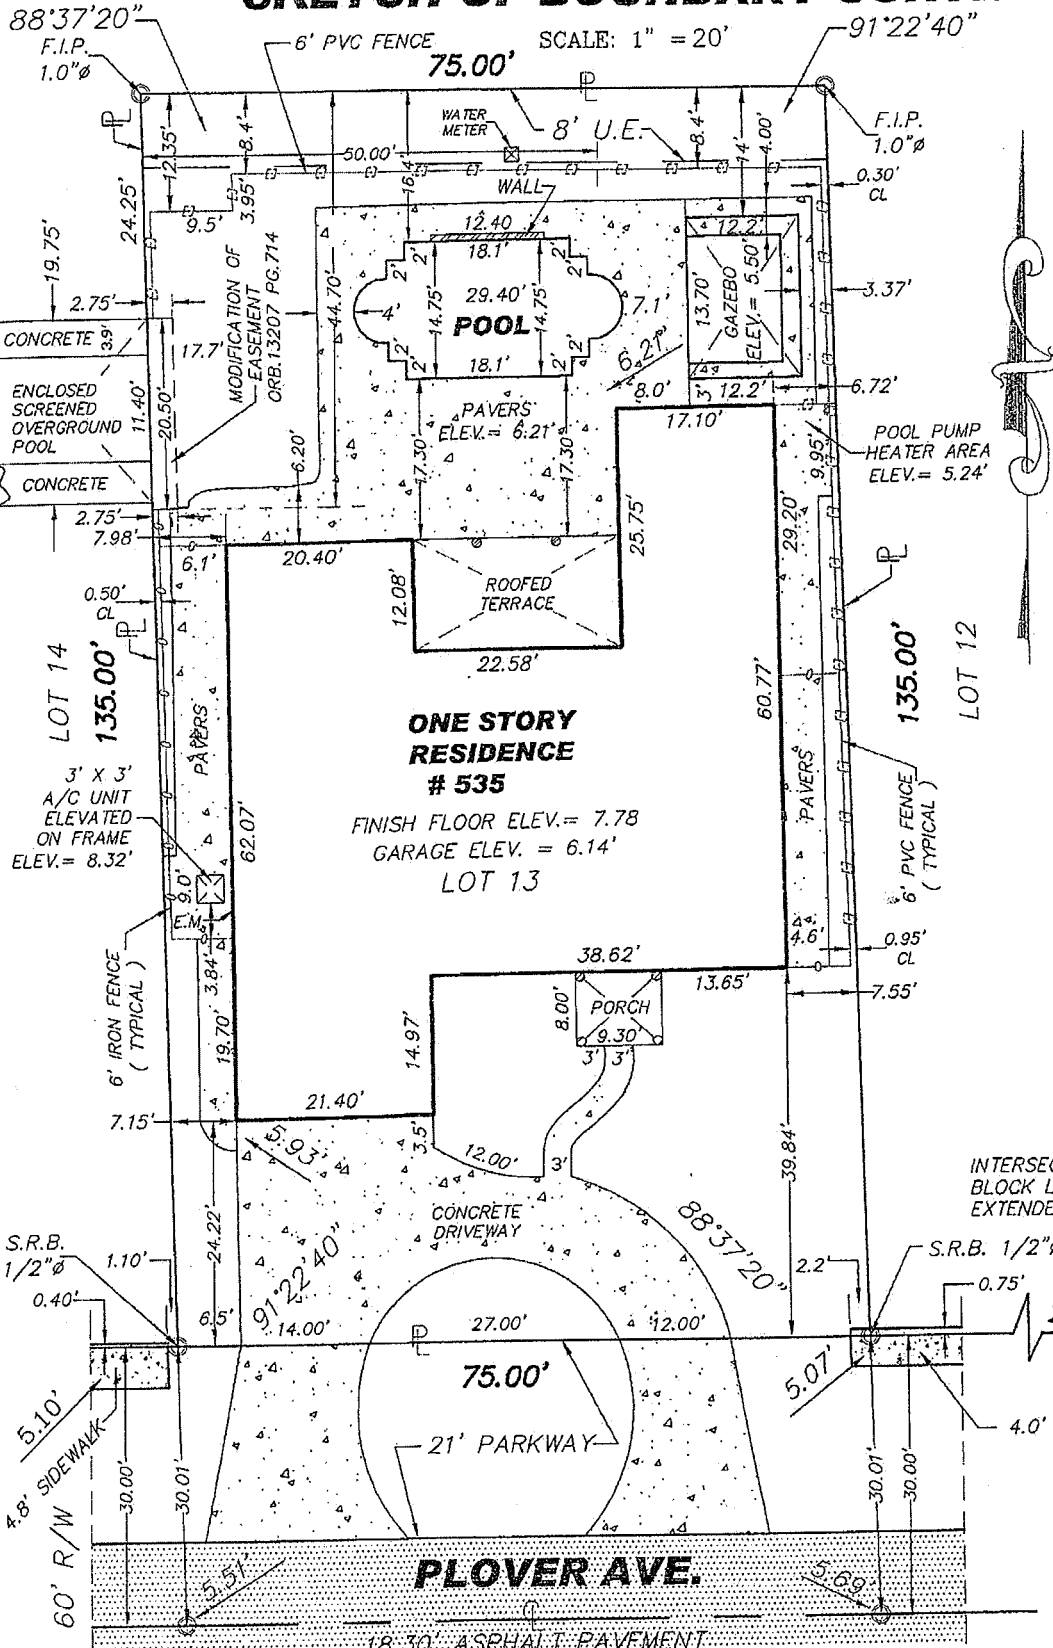 88°37'20"
91°22'40"
F.I.P.
1.0"ø
6' PVC FENCE
SCALE: 1" = 20'
75.00'
P/L
F.I.P.
1.0"ø
P/L
12.35'
8.4'
WATER
METER
8' U.E.
8.4'
14'
4.00'
50.00'
16.4'
WALL
0.30'
CL
24.25'
3.95'
9.5'
12.40
12.2'
19.75'
2.75'
18.1'
2'
2'
2'
2'
MODIFICATION OF
EASEMENT
ORB.13207 PG.714
44.70'
4'
14.75'
29.40'
POOL
14.75'
7.1'
13.70'
GAZEBO
ELEV.= 5.50'
3.37'
CONCRETE
3.9'
17.7'
6.21'
2'
2'
2'
2'
18.1'
ENCLOSED
SCREENED
OVERGROUND
POOL
11.40'
20.50'
8.0'
3'
12.2'
6.72'
17.10'
PAVERS
ELEV.= 6.21'
POOL PUMP
HEATER AREA
ELEV.= 5.24'
9.95'
CONCRETE
6.20'
17.30'
17.30'
2.75'
7.98'
6.1'
20.40'
25.75'
29.20'
P/L
0.50'
CL
P/L
12.08'
ROOFED
TERRACE
22.58'
LOT 14
135.00'
60.77'
135.00'
LOT 12
PAVERS
ONE STORY
RESIDENCE
# 535
PAVERS
3' X 3'
A/C UNIT
ELEVATED
ON FRAME
ELEV.= 8.32'
62.07'
FINISH FLOOR ELEV.= 7.78
GARAGE ELEV. = 6.14'
LOT 13
6' PVC FENCE
( TYPICAL )
9.0'
E.M.
4.6'
0.95'
CL
38.62'
13.65'
7.55'
6' IRON FENCE
( TYPICAL )
3.84'
8.00'
PORCH
9.30'
19.70'
14.97'
3'
3'
21.40'
7.15'
3.5'
5.93'
12.00'
3'
39.84'
CONCRETE
DRIVEWAY
24.22'
91°22'40"
88°37'20"
S.R.B.
1/2"ø
1.10'
2.2'
S.R.B. 1/2"ø
0.40'
0.75'
6.5'
14.00'
P/L
27.00'
12.00'
75.00'
5.10'
5.07'
4.0'
21' PARKWAY
4.8' SIDEWALK
30.00'
30.01'
30.01'
30.00'
60' R/W
5.51'
PLOVER AVE.
5.69'
18.30' ASPHALT PAVEMENT